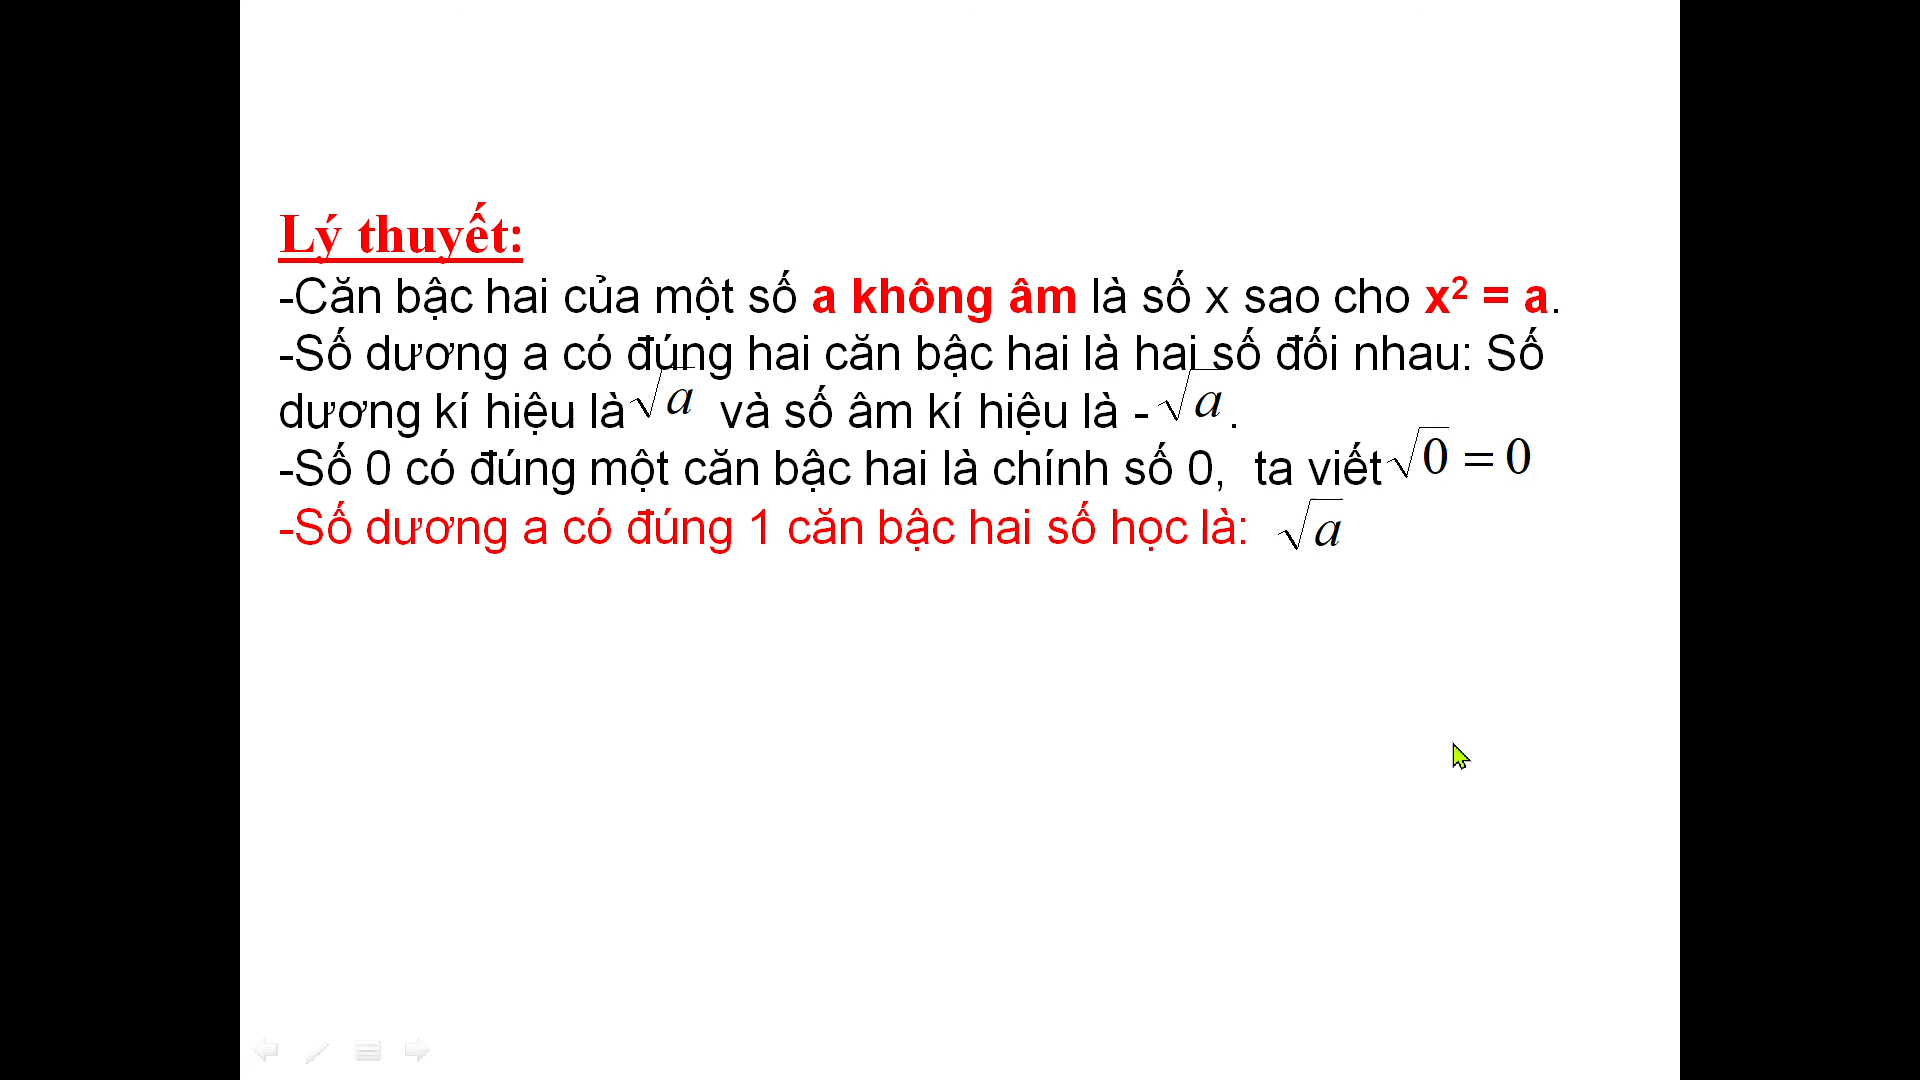 Lý thuyết:
-Căn bậc hai của một số a không âm là số x sao cho x² = a.
-Số dương a có đúng hai căn bậc hai là hai số đối nhau: Số
dương kí hiệu là √a và số âm kí hiệu là - √a .
-Số 0 có đúng một căn bậc hai là chính số 0, ta viết √0 = 0
-Số dương a có đúng 1 căn bậc hai số học là: √a